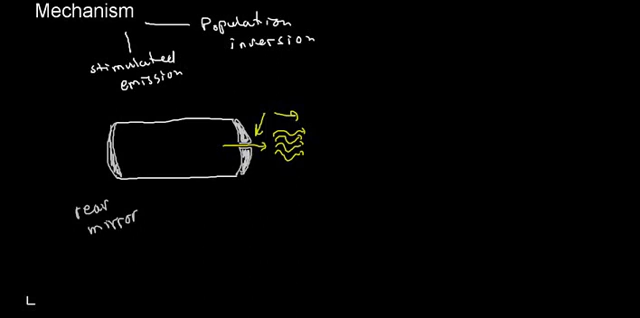 Mechanism
Population
inversion
stimulated
emission
rear
mirror
L